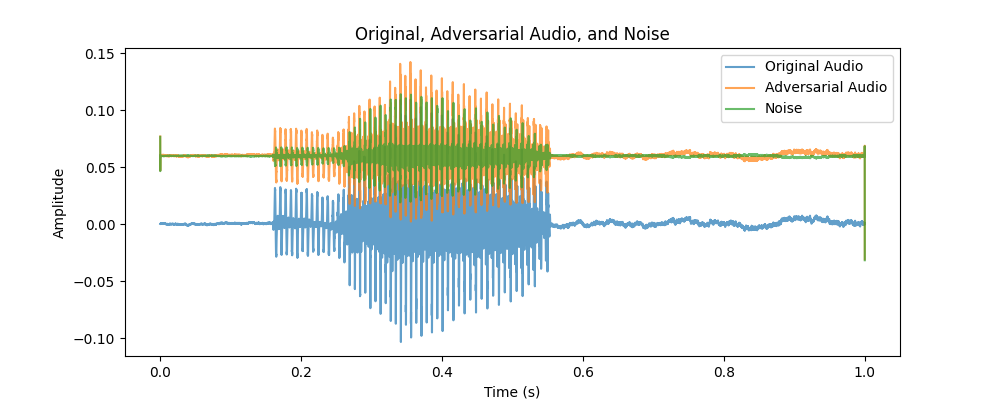 Original, Adversarial Audio, and Noise
Original Audio
Adversarial Audio
Noise
Amplitude
0.15
0.10
0.05
0.00
−0.05
−0.10
0.0 0.2 0.4 0.6 0.8 1.0
Time (s)